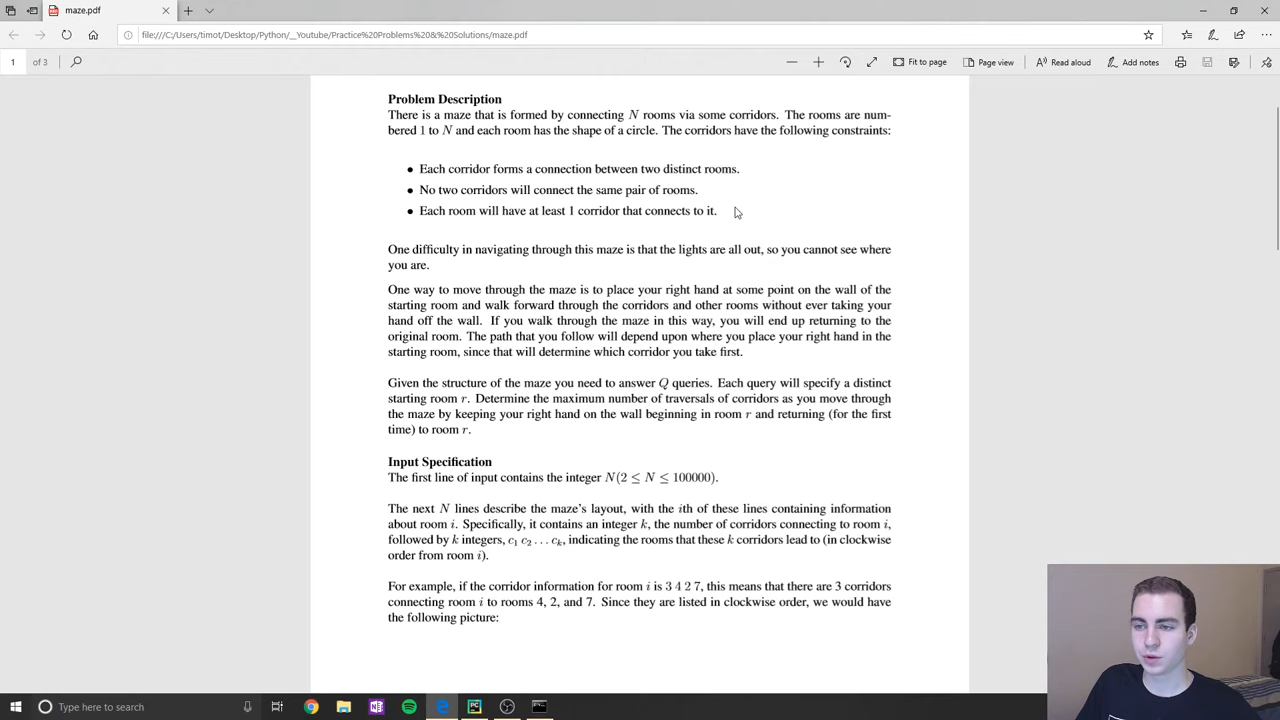 maze.pdf
file:///C:/Users/timot/Desktop/Python/__Youtube/Practice%20Problems%20&%20Solutions/maze.pdf
1 of 3
Fit to page
Page view
Read aloud
Add notes
Problem Description
There is a maze that is formed by connecting N rooms via some corridors. The rooms are num-
bered 1 to N and each room has the shape of a circle. The corridors have the following constraints:
• Each corridor forms a connection between two distinct rooms.
• No two corridors will connect the same pair of rooms.
• Each room will have at least 1 corridor that connects to it.
One difficulty in navigating through this maze is that the lights are all out, so you cannot see where
you are.
One way to move through the maze is to place your right hand at some point on the wall of the
starting room and walk forward through the corridors and other rooms without ever taking your
hand off the wall. If you walk through the maze in this way, you will end up returning to the
original room. The path that you follow will depend upon where you place your right hand in the
starting room, since that will determine which corridor you take first.
Given the structure of the maze you need to answer Q queries. Each query will specify a distinct
starting room r. Determine the maximum number of traversals of corridors as you move through
the maze by keeping your right hand on the wall beginning in room r and returning (for the first
time) to room r.
Input Specification
The first line of input contains the integer N(2 ≤ N ≤ 100000).
The next N lines describe the maze's layout, with the ith of these lines containing information
about room i. Specifically, it contains an integer k, the number of corridors connecting to room i,
followed by k integers, c₁ c₂ . . . cₖ, indicating the rooms that these k corridors lead to (in clockwise
order from room i).
For example, if the corridor information for room i is 3 4 2 7, this means that there are 3 corridors
connecting room i to rooms 4, 2, and 7. Since they are listed in clockwise order, we would have
the following picture:
Type here to search